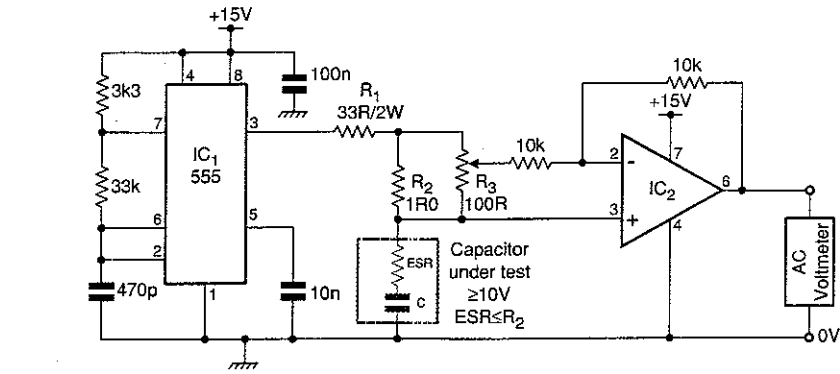 +15V
10k
3k3
4
8
100n
R1
33R/2W
+15V
7
3
10k
2
7
IC1
555
R2
1R0
R3
100R
-
IC2
6
33k
6
5
3
+
4
2
ESR
C
Capacitor
under test
≥10V
ESR≤R2
AC
Voltmeter
470p
1
10n
0V